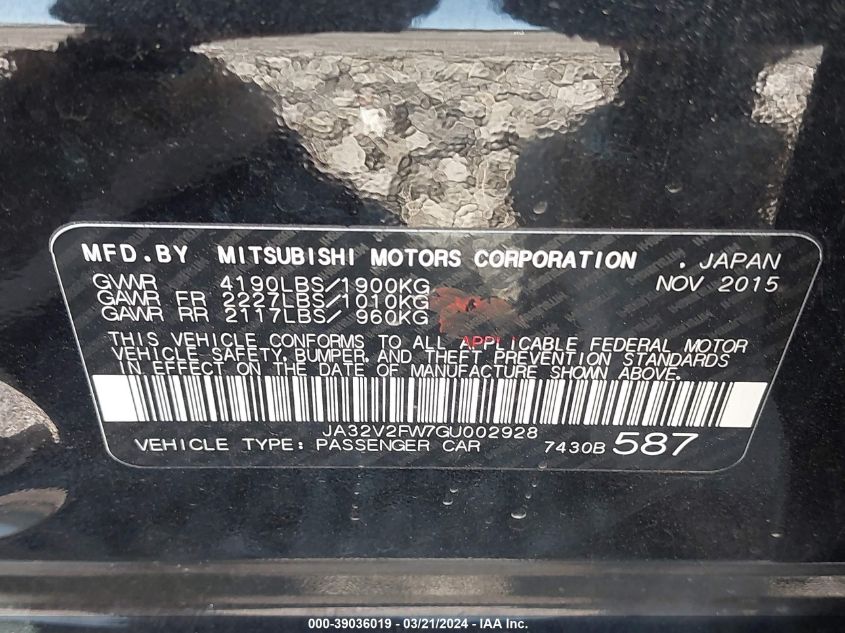 MFD.BY MITSUBISHI MOTORS CORPORATION . JAPAN
GVWR 4190LBS/1900KG NOV 2015
GAWR FR 2227LBS/1010KG
GAWR RR 2117LBS/ 960KG
THIS VEHICLE CONFORMS TO ALL APPLICABLE FEDERAL MOTOR
VEHICLE SAFETY, BUMPER, AND THEFT PREVENTION STANDARDS
IN EFFECT ON THE DATE OF MANUFACTURE SHOWN ABOVE.
JA32V2FW7GU002928
VEHICLE TYPE: PASSENGER CAR 7430B 587
000-39036019 - 03/21/2024 - IAA Inc.